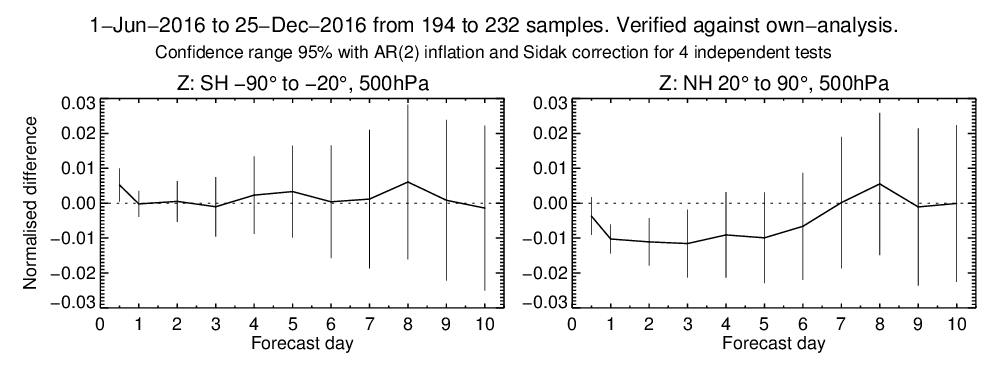 1–Jun–2016 to 25–Dec–2016 from 194 to 232 samples. Verified against own–analysis.
Confidence range 95% with AR(2) inflation and Sidak correction for 4 independent tests
Z: SH –90° to –20°, 500hPa
0.03
0.02
0.01
0.00
–0.01
–0.02
–0.03
Normalised difference
0 1 2 3 4 5 6 7 8 9 10
Forecast day
Z: NH 20° to 90°, 500hPa
0.03
0.02
0.01
0.00
–0.01
–0.02
–0.03
0 1 2 3 4 5 6 7 8 9 10
Forecast day